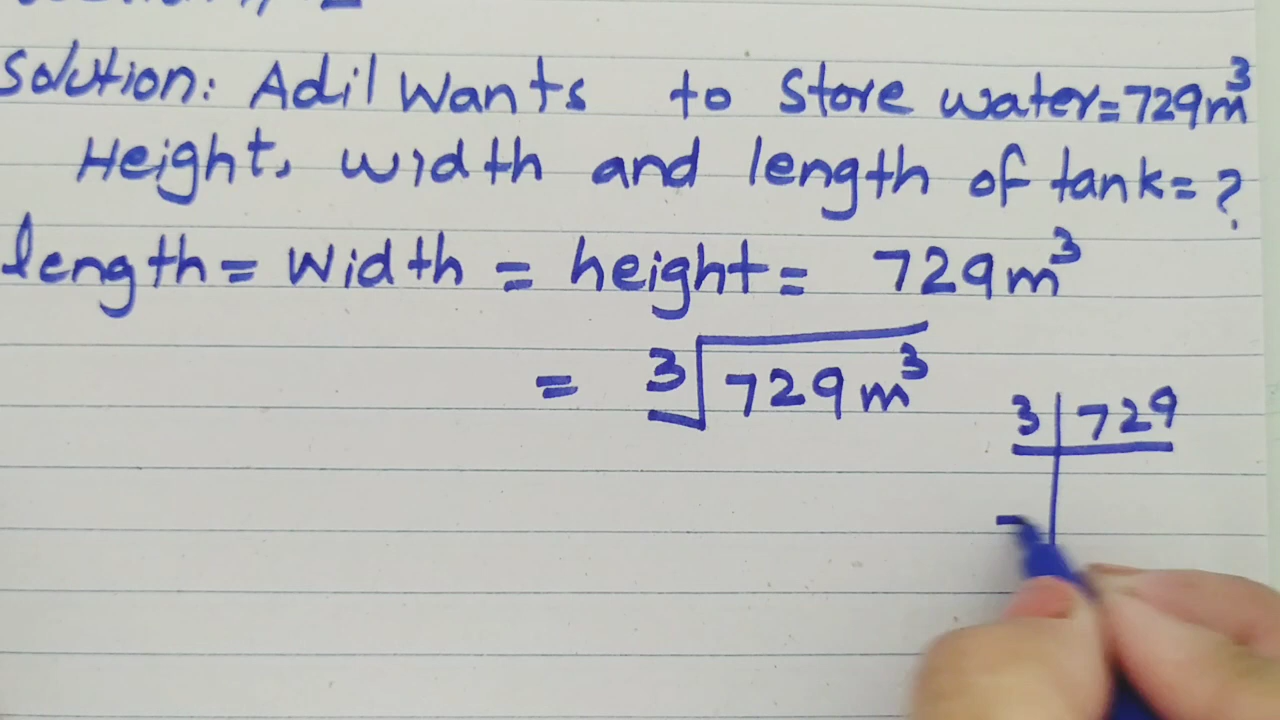 Solution: Adil Wants to Store water=729m³
Height, width and length of tank=?
length = Width = height = 729m³
= ∛729m³
3 | 729